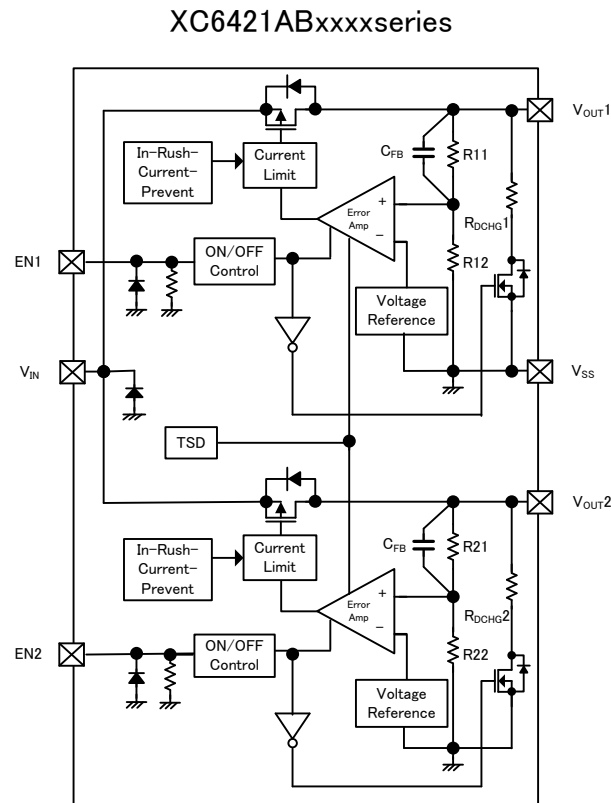 XC6421ABxxxxseries
VOUT1
CFB
R11
In-Rush-
Current-
Prevent
Current
Limit
+
Error
Amp
−
RDCHG1
EN1
ON/OFF
Control
R12
Voltage
Reference
VIN
VSS
TSD
VOUT2
CFB
R21
In-Rush-
Current-
Prevent
Current
Limit
+
Error
Amp
−
RDCHG2
EN2
ON/OFF
Control
R22
Voltage
Reference